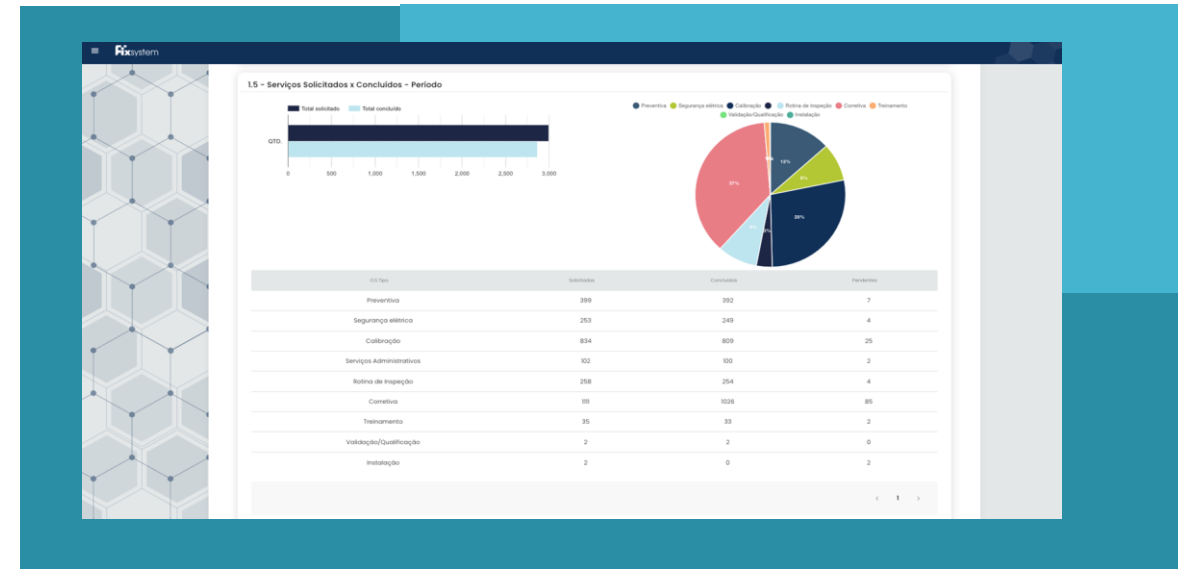 Fixsystem
1.5 - Serviços Solicitados x Concluídos - Período
Total solicitado Total concluído
QTD.
0 500 1,000 1,500 2,000 2,500 3,000
Preventiva Segurança elétrica Calibração Rotina de Inspeção Corretiva Treinamento
Validação/Qualificação Instalação
13%
28%
37%
O.S Tipo Solicitados Concluídos Pendentes
Preventiva 399 392 7
Segurança elétrica 253 249 4
Calibração 834 809 25
Serviços Administrativos 102 100 2
Rotina de Inspeção 258 254 4
Corretiva 1111 1026 85
Treinamento 35 33 2
Validação/Qualificação 2 2 0
Instalação 2 0 2
< 1 >